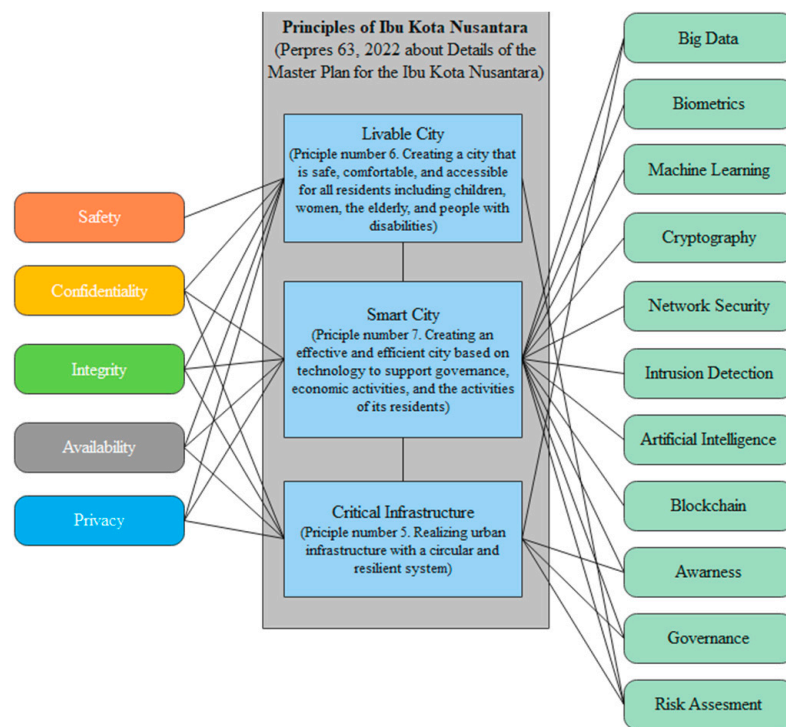 Principles of Ibu Kota Nusantara
(Perpres 63, 2022 about Details of the
Master Plan for the Ibu Kota Nusantara)
Livable City
(Priciple number 6. Creating a city that
is safe, comfortable, and accessible
for all residents including children,
women, the elderly, and people with
disabilities)
Smart City
(Priciple number 7. Creating an
effective and efficient city based on
technology to support governance,
economic activities, and the activities
of its residents)
Critical Infrastructure
(Priciple number 5. Realizing urban
infrastructure with a circular and
resilient system)
Safety
Confidentiality
Integrity
Availability
Privacy
Big Data
Biometrics
Machine Learning
Cryptography
Network Security
Intrusion Detection
Artificial Intelligence
Blockchain
Awarness
Governance
Risk Assesment